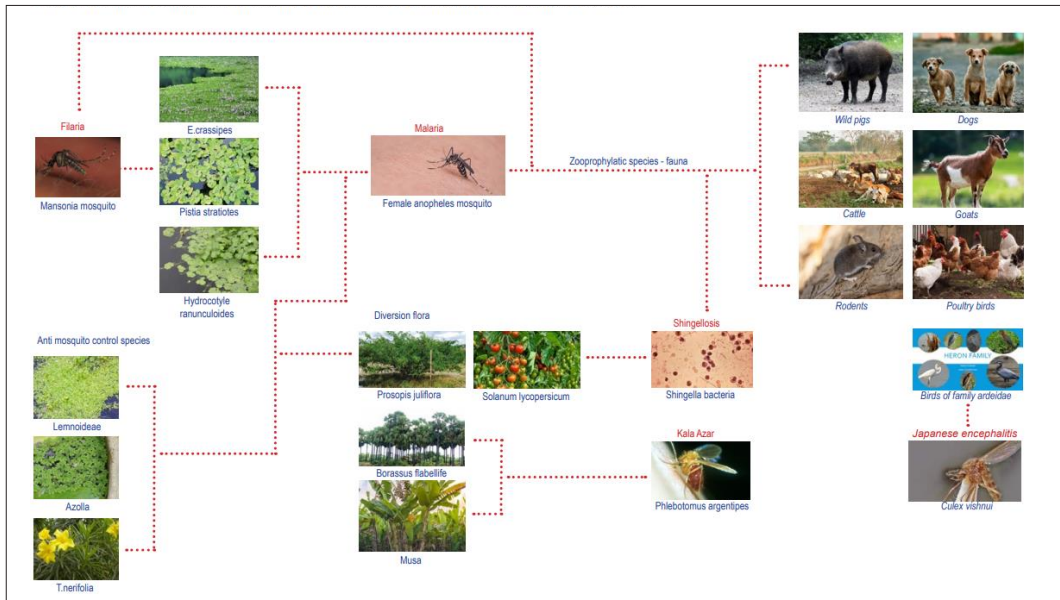 Filaria
Mansonia mosquito
E.crassipes
Pistia stratiotes
Hydrocotyle
ranunculoides
Malaria
Female anopheles mosquito
Zooprophylatic species - fauna
Wild pigs
Dogs
Cattle
Goats
Rodents
Poultry birds
Anti mosquito control species
Lemnoideae
Azolla
T.nerifolia
Diversion flora
Prosopis juliflora
Solanum lycopersicum
Borassus flabellife
Musa
Shingellosis
Shingella bacteria
Kala Azar
Phlebotomus argentipes
HERON FAMILY
Birds of family ardeidae
Japanese encephalitis
Culex vishnui